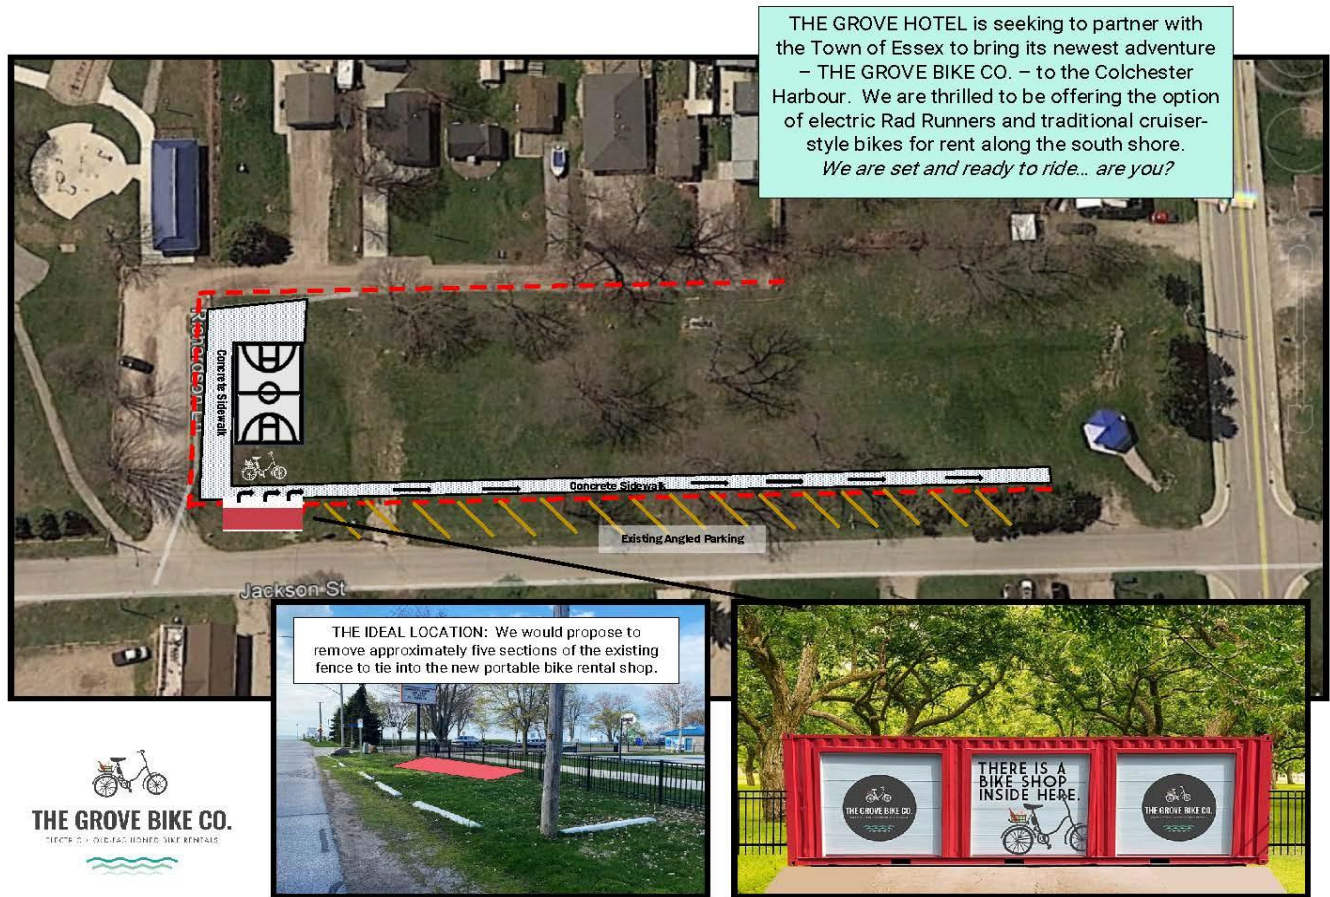 THE GROVE HOTEL is seeking to partner with
the Town of Essex to bring its newest adventure
– THE GROVE BIKE CO. – to the Colchester
Harbour. We are thrilled to be offering the option
of electric Rad Runners and traditional cruiser-
style bikes for rent along the south shore.
We are set and ready to ride... are you?
Concrete Sidewalk
Concrete Sidewalk
Existing Angled Parking
Jackson St
THE IDEAL LOCATION: We would propose to
remove approximately five sections of the existing
fence to tie into the new portable bike rental shop.
THE GROVE BIKE CO.
THERE IS A
BIKE SHOP
INSIDE HERE.
THE GROVE BIKE CO.
THE GROVE BIKE CO.
ELECTRIC + OLD-FASHIONED BIKE RENTALS